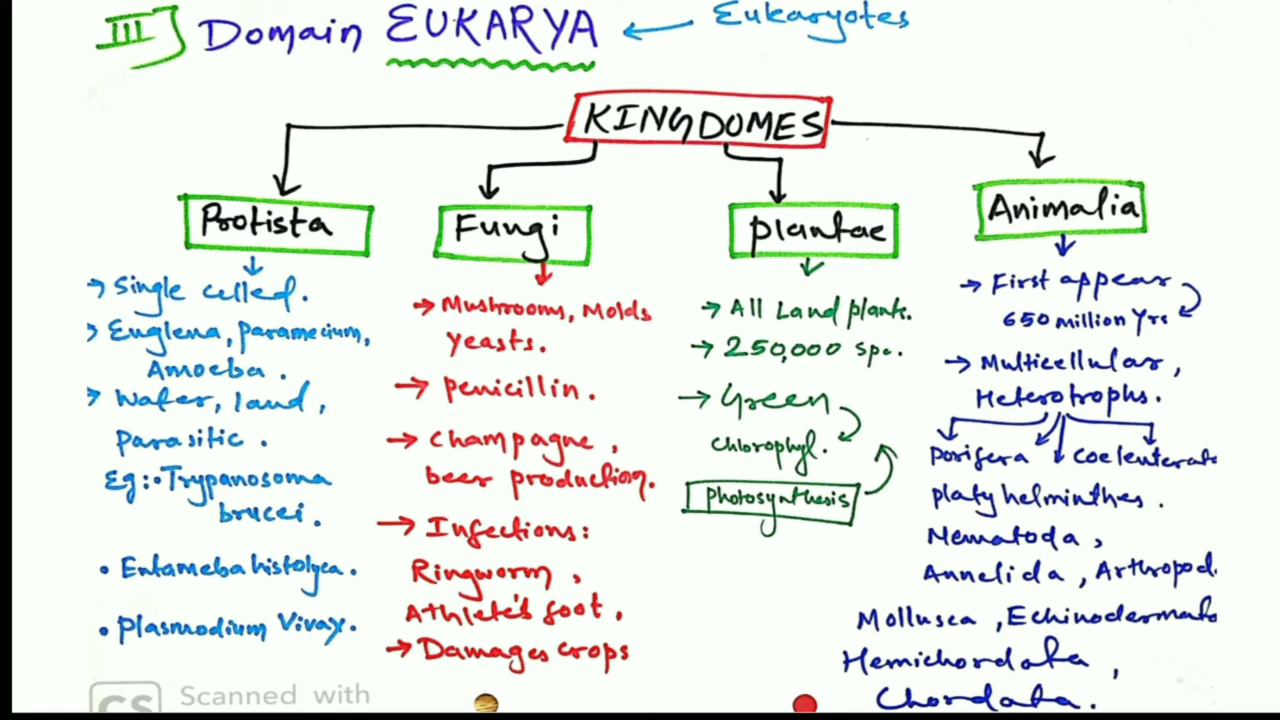 III Domain EUKARYA ← Eukaryotes
KINGDOMES
Protista
→ Single celled.
→ Euglena, paramecium,
Amoeba.
→ Water, land,
parasitic.
Eg:• Trypanosoma
brucei.
• Entameba histolyca.
• Plasmodium Vivax.
Fungi
→ Mushrooms, Molds
yeasts.
→ penicillin.
→ champagne,
beer production.
→ Infections:
Ringworm,
Athlete's foot,
→ Damages crops
plantae
→ All Land plants.
→ 250,000 spe.
→ Green
chlorophyl.
photosynthesis
Animalia
→ First appear
650 million Yrs
→ Multicellular,
Heterotrophs.
porifera coelenterata
platyhelminthes.
Nematoda,
Annelida, Arthropod.
Mollusca, Echinodermata
Hemichordata,
Chordata.
CS Scanned with